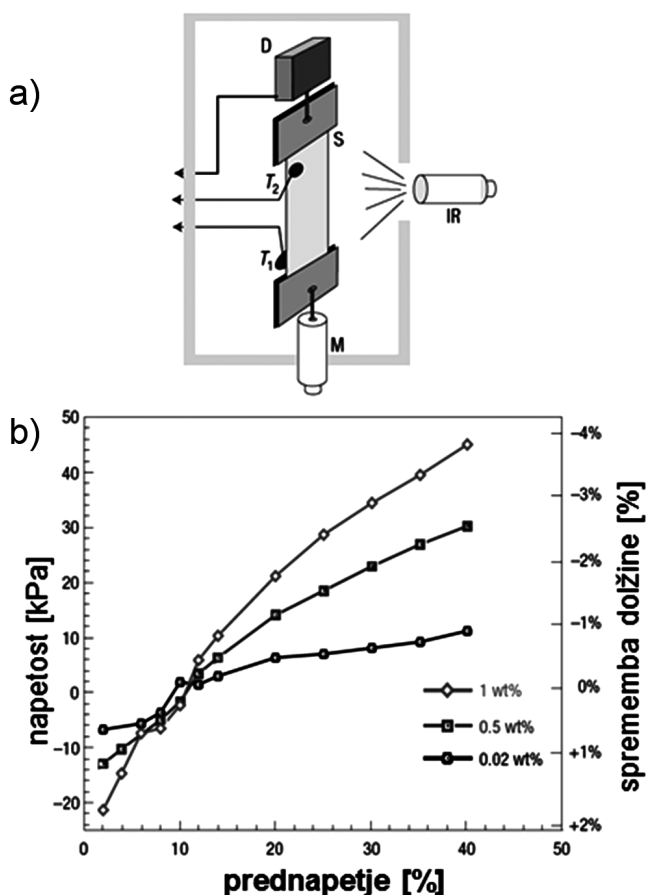 a)
D
S
T2
T1
IR
M
b)
50
40
30
20
10
0
−10
−20
napetost [kPa]
−4%
−3%
−2%
−1%
0%
+1%
+2%
sprememba dolžine [%]
1 wt%
0.5 wt%
0.02 wt%
0 10 20 30 40 50
prednapetje [%]